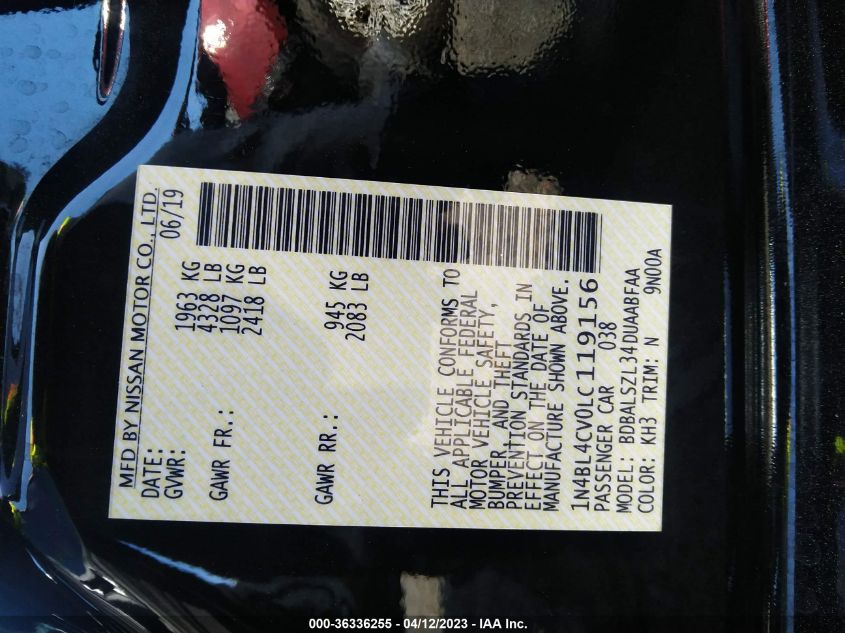 MFD BY NISSAN MOTOR CO., LTD.
DATE: 06/19
GVWR: 1963 KG
4328 LB
GAWR FR.: 1097 KG
2418 LB
GAWR RR.: 945 KG
2083 LB
THIS VEHICLE CONFORMS TO
ALL APPLICABLE FEDERAL
MOTOR VEHICLE SAFETY,
BUMPER, AND THEFT
PREVENTION STANDARDS IN
EFFECT ON THE DATE OF
MANUFACTURE SHOWN ABOVE.
1N4BL4CV0LC119156
PASSENGER CAR 038
MODEL: BDBALSZL34DUAABFAA
COLOR: KH3 TRIM: N 9N00A
000-36336255 - 04/12/2023 - IAA Inc.